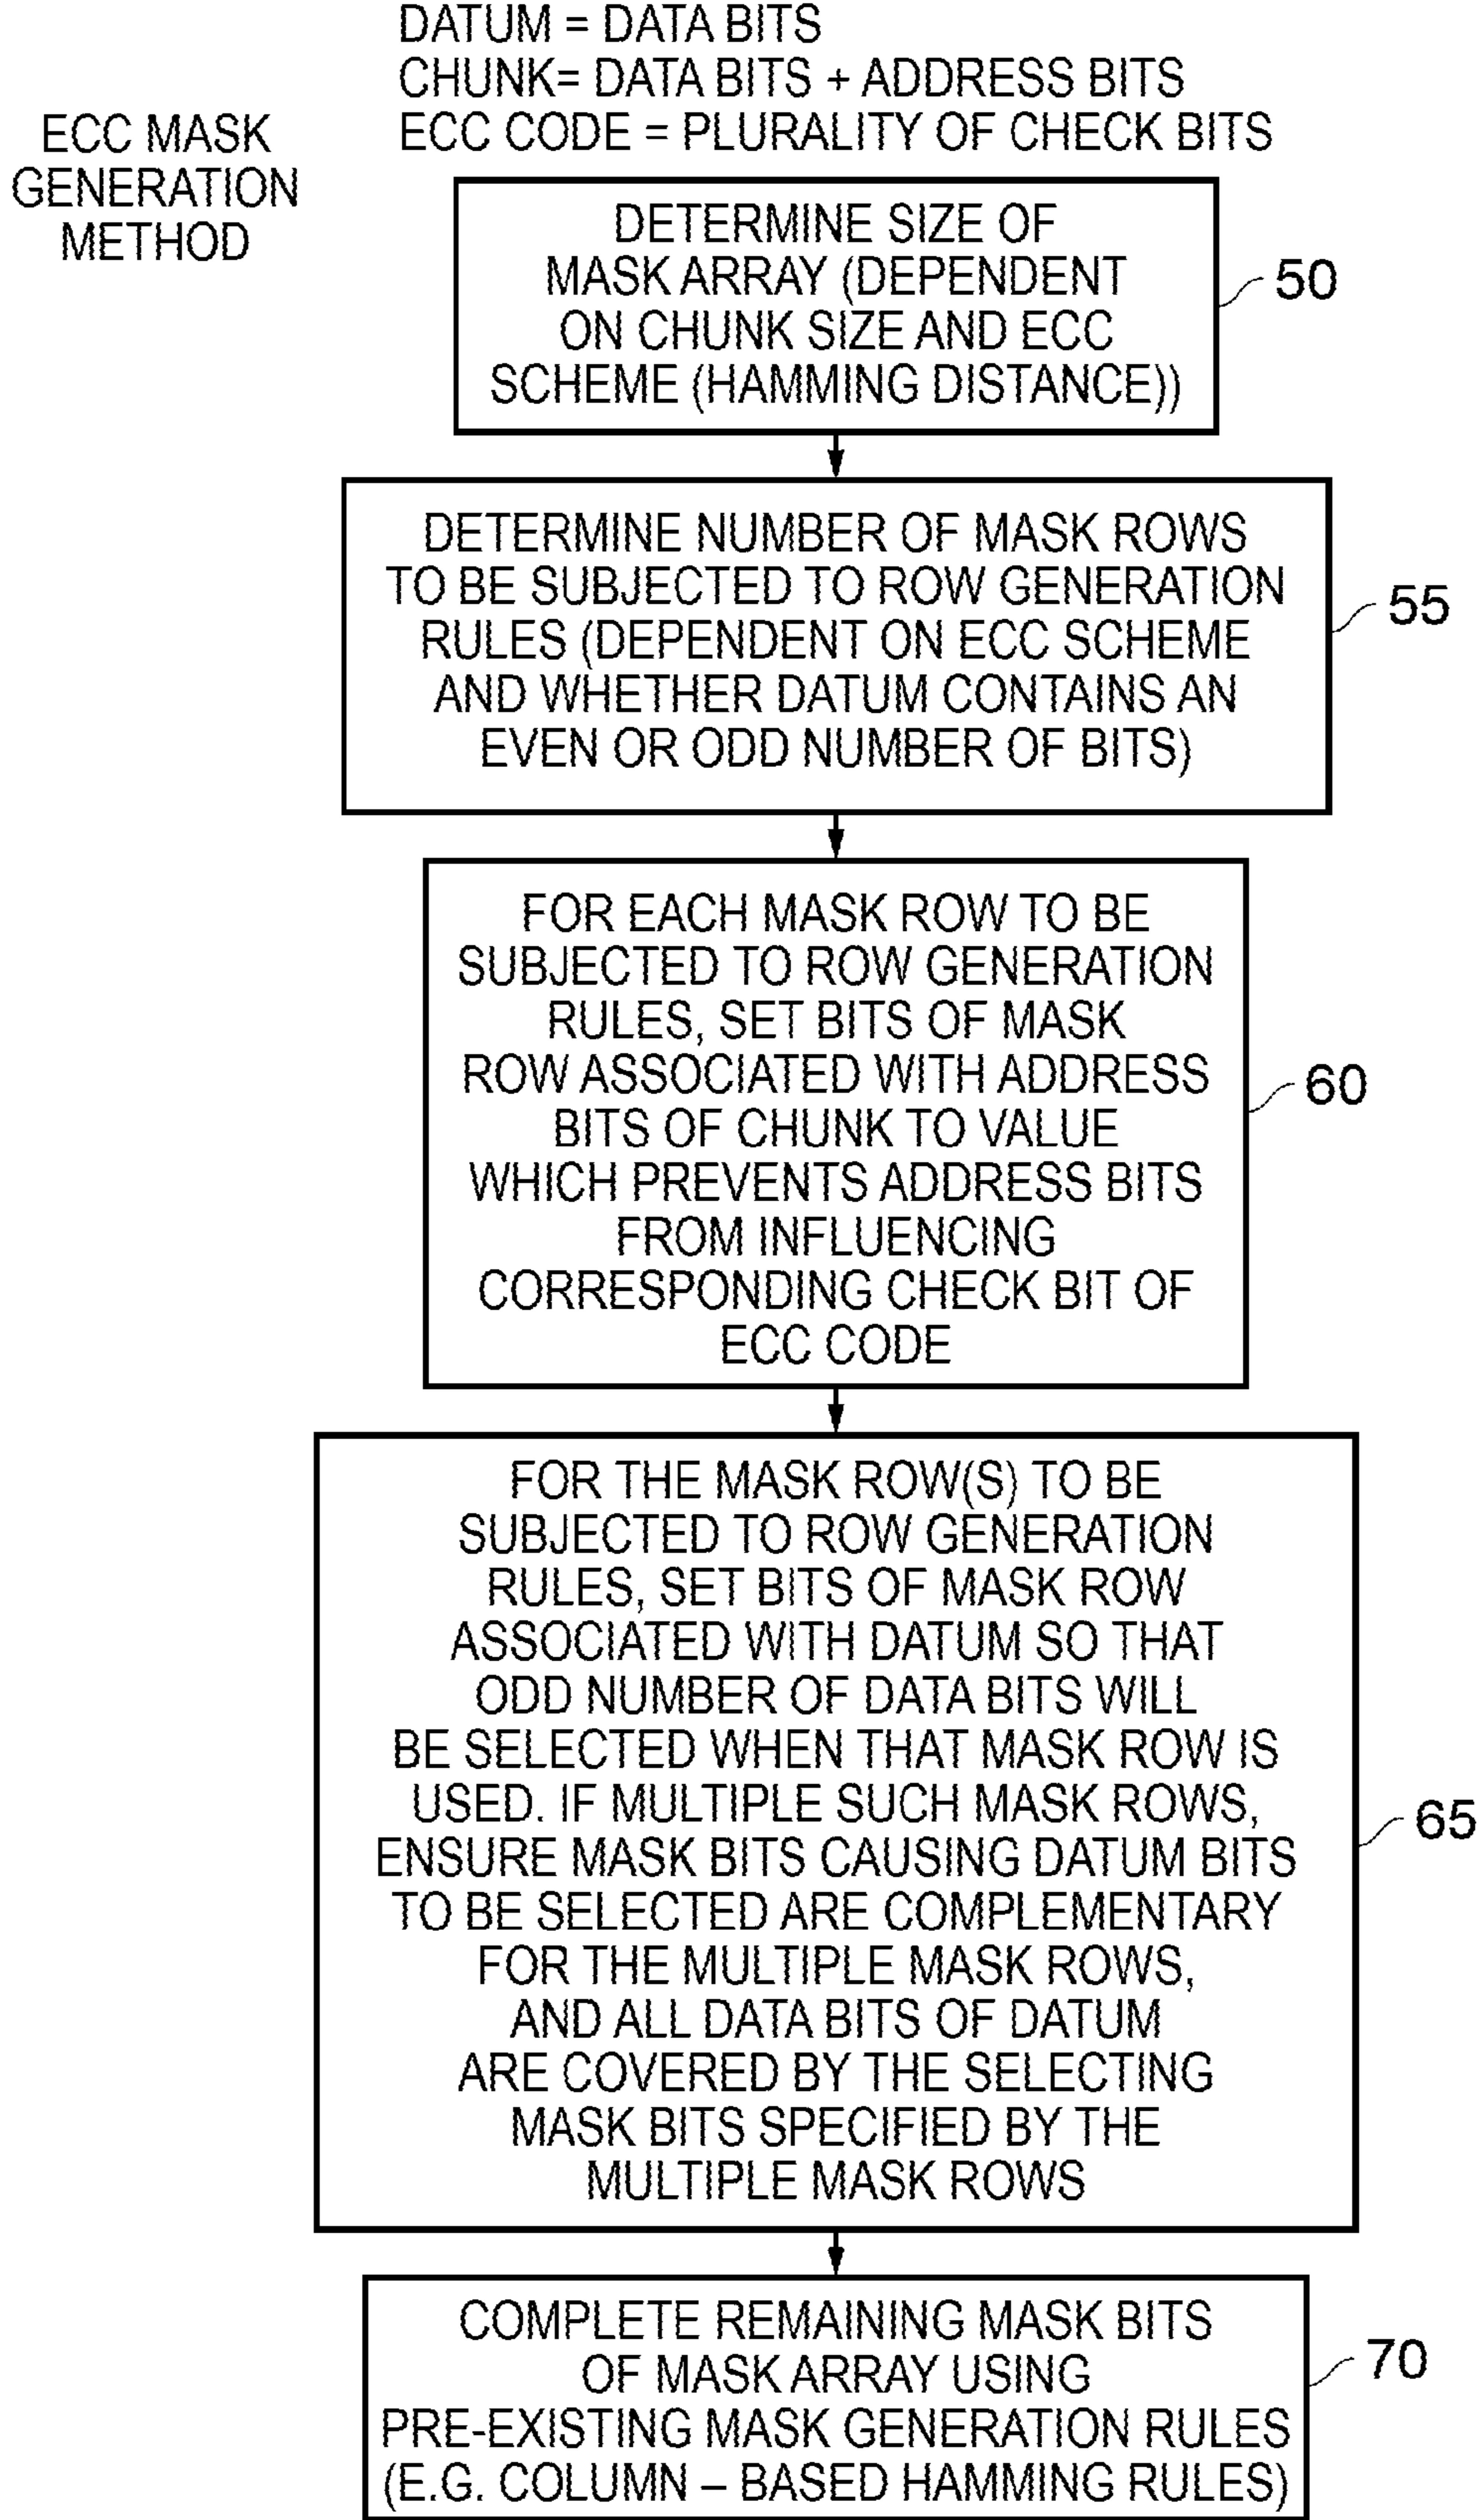 DATUM = DATA BITS
CHUNK= DATA BITS + ADDRESS BITS
ECC CODE = PLURALITY OF CHECK BITS
ECC MASK
GENERATION
METHOD
DETERMINE SIZE OF
MASK ARRAY (DEPENDENT
ON CHUNK SIZE AND ECC
SCHEME (HAMMING DISTANCE))
50
DETERMINE NUMBER OF MASK ROWS
TO BE SUBJECTED TO ROW GENERATION
RULES (DEPENDENT ON ECC SCHEME
AND WHETHER DATUM CONTAINS AN
EVEN OR ODD NUMBER OF BITS)
55
FOR EACH MASK ROW TO BE
SUBJECTED TO ROW GENERATION
RULES, SET BITS OF MASK
ROW ASSOCIATED WITH ADDRESS
BITS OF CHUNK TO VALUE
WHICH PREVENTS ADDRESS BITS
FROM INFLUENCING
CORRESPONDING CHECK BIT OF
ECC CODE
60
FOR THE MASK ROW(S) TO BE
SUBJECTED TO ROW GENERATION
RULES, SET BITS OF MASK ROW
ASSOCIATED WITH DATUM SO THAT
ODD NUMBER OF DATA BITS WILL
BE SELECTED WHEN THAT MASK ROW IS
USED. IF MULTIPLE SUCH MASK ROWS,
ENSURE MASK BITS CAUSING DATUM BITS
TO BE SELECTED ARE COMPLEMENTARY
FOR THE MULTIPLE MASK ROWS,
AND ALL DATA BITS OF DATUM
ARE COVERED BY THE SELECTING
MASK BITS SPECIFIED BY THE
MULTIPLE MASK ROWS
65
COMPLETE REMAINING MASK BITS
OF MASK ARRAY USING
PRE-EXISTING MASK GENERATION RULES
(E.G. COLUMN – BASED HAMMING RULES)
70